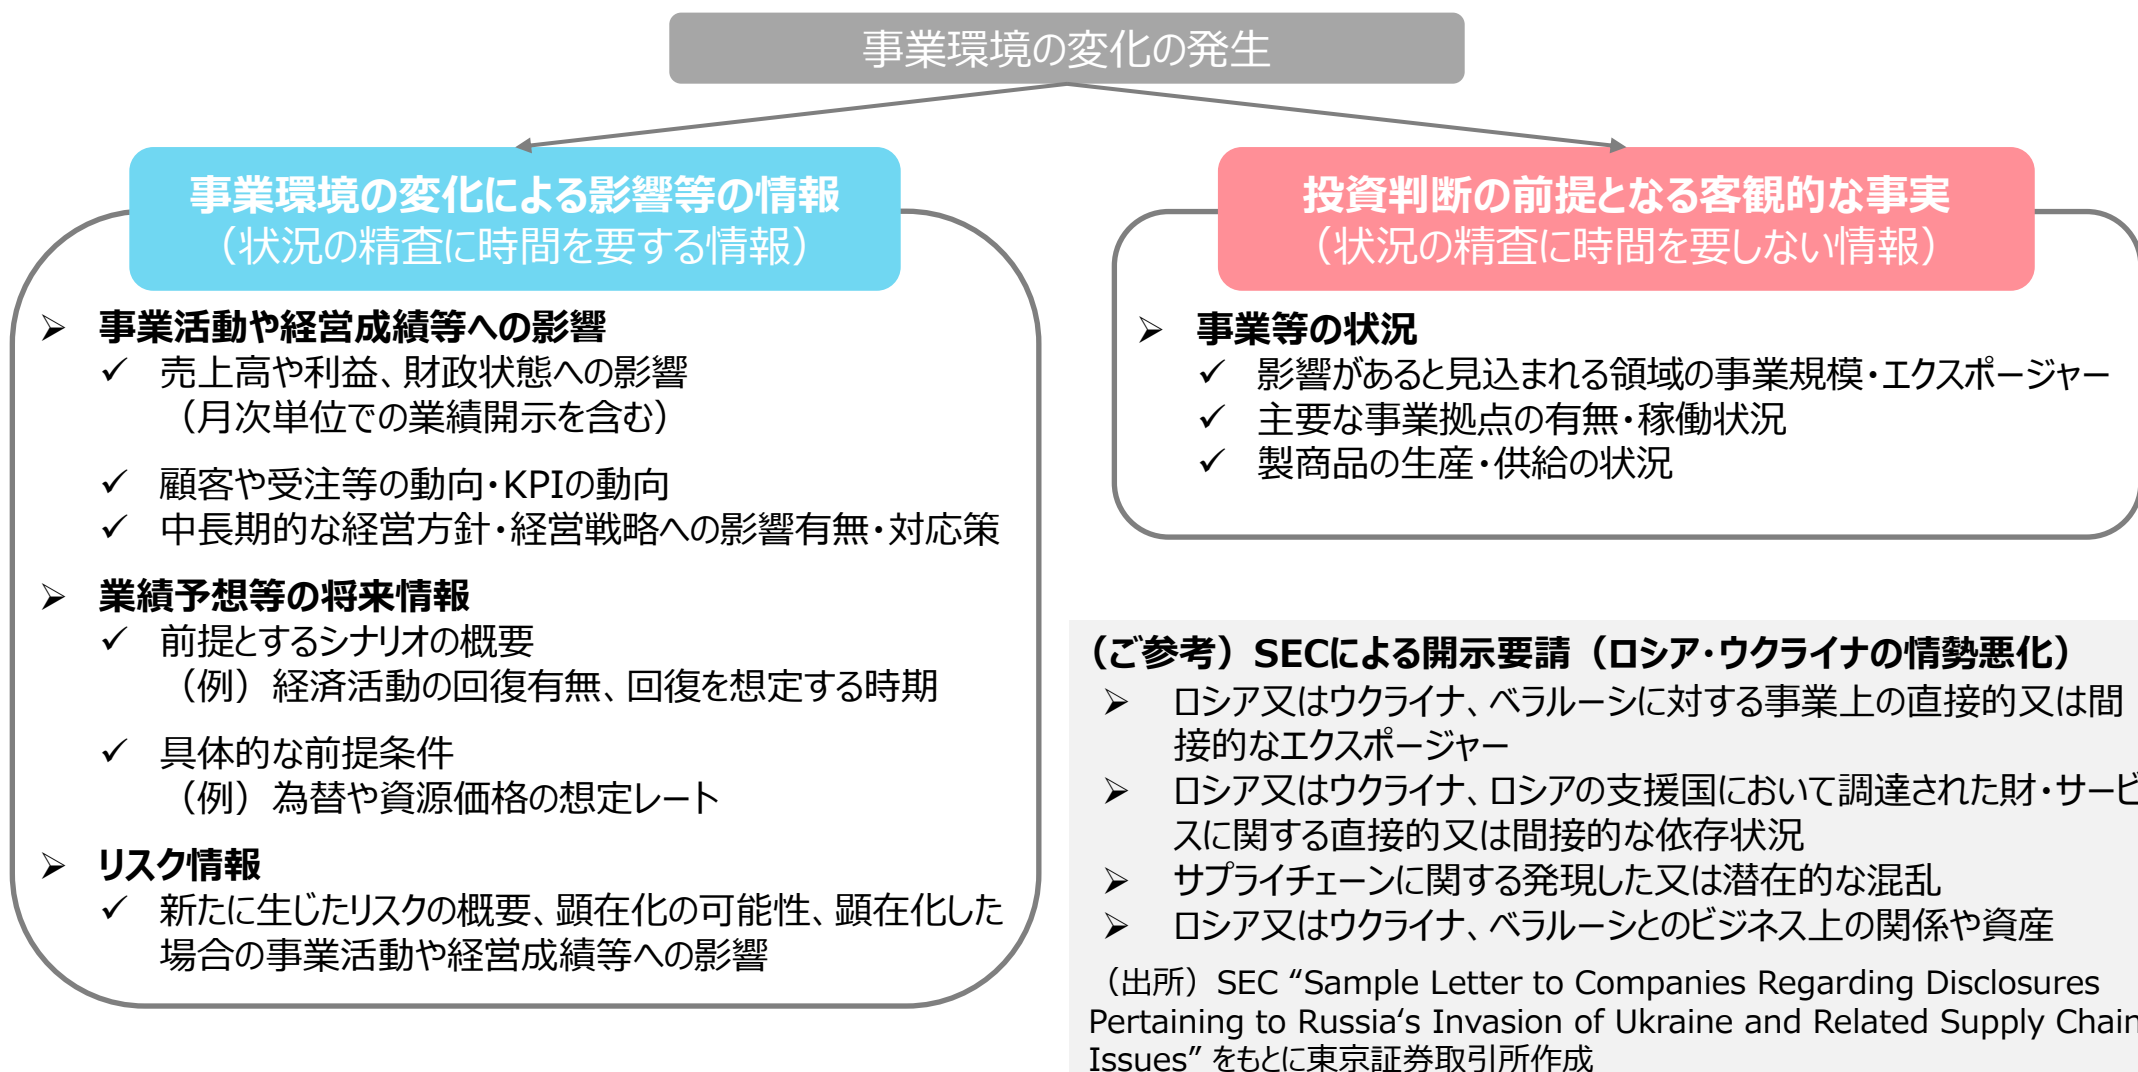 事業環境の変化の発生
事業環境の変化による影響等の情報
（状況の精査に時間を要する情報）
➢ 事業活動や経営成績等への影響
✓ 売上高や利益、財政状態への影響
（月次単位での業績開示を含む）
✓ 顧客や受注等の動向・KPIの動向
✓ 中長期的な経営方針・経営戦略への影響有無・対応策
➢ 業績予想等の将来情報
✓ 前提とするシナリオの概要
（例）経済活動の回復有無、回復を想定する時期
✓ 具体的な前提条件
（例）為替や資源価格の想定レート
➢ リスク情報
✓ 新たに生じたリスクの概要、顕在化の可能性、顕在化した
場合の事業活動や経営成績等への影響
投資判断の前提となる客観的な事実
（状況の精査に時間を要しない情報）
➢ 事業等の状況
✓ 影響があると見込まれる領域の事業規模・エクスポージャー
✓ 主要な事業拠点の有無・稼働状況
✓ 製商品の生産・供給の状況
（ご参考）SECによる開示要請（ロシア・ウクライナの情勢悪化）
➢ ロシア又はウクライナ、ベラルーシに対する事業上の直接的又は間
接的なエクスポージャー
➢ ロシア又はウクライナ、ロシアの支援国において調達された財・サービ
スに関する直接的又は間接的な依存状況
➢ サプライチェーンに関する発現した又は潜在的な混乱
➢ ロシア又はウクライナ、ベラルーシとのビジネス上の関係や資産
（出所）SEC “Sample Letter to Companies Regarding Disclosures
Pertaining to Russia‘s Invasion of Ukraine and Related Supply Chain
Issues” をもとに東京証券取引所作成